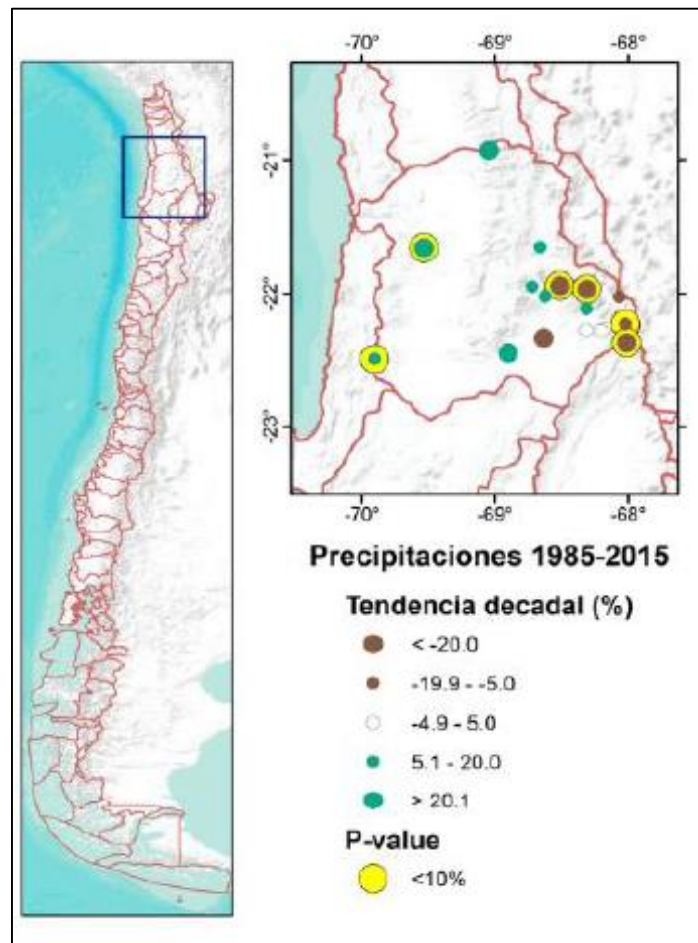 -70° -69° -68°
-21°
-22°
-23°
-70° -69° -68°
Precipitaciones 1985-2015
Tendencia decadal (%)
< -20.0
-19.9 - -5.0
-4.9 - 5.0
5.1 - 20.0
> 20.1
P-value
<10%